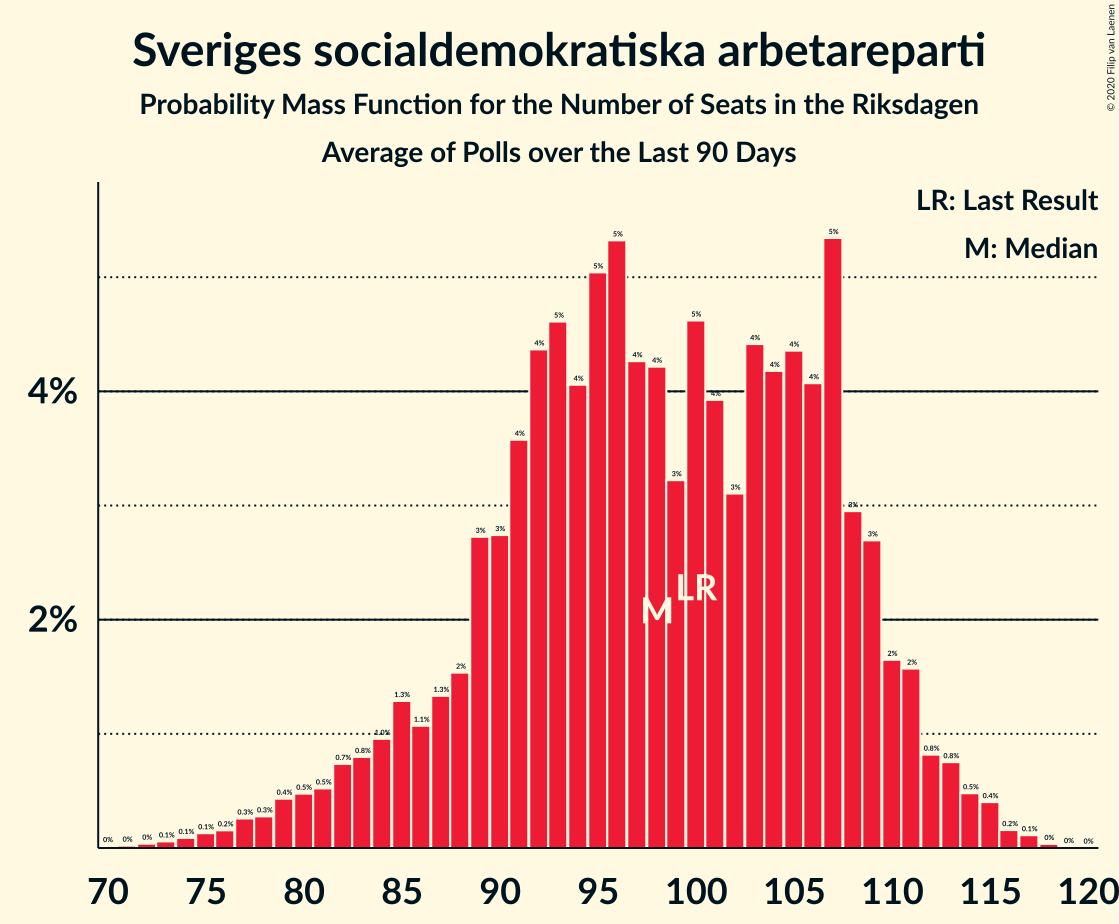 Sveriges socialdemokratiska arbetareparti
Probability Mass Function for the Number of Seats in the Riksdagen
Average of Polls over the Last 90 Days
© 2020 Filip van Laenen
LR: Last Result
M: Median
4%
2%
0% 0% 0% 0.1% 0.1% 0.1% 0.2% 0.3% 0.3% 0.4% 0.5% 0.5% 0.7% 0.8% 1.0% 1.3% 1.1% 1.3% 2% 3% 3% 4% 4% 5% 4% 5% 5% 4% 4% 3% 5% 4% 3% 4% 4% 4% 4% 5% 3% 3% 2% 2% 0.8% 0.8% 0.5% 0.4% 0.2% 0.1% 0% 0% 0%
M LR
70 75 80 85 90 95 100 105 110 115 120